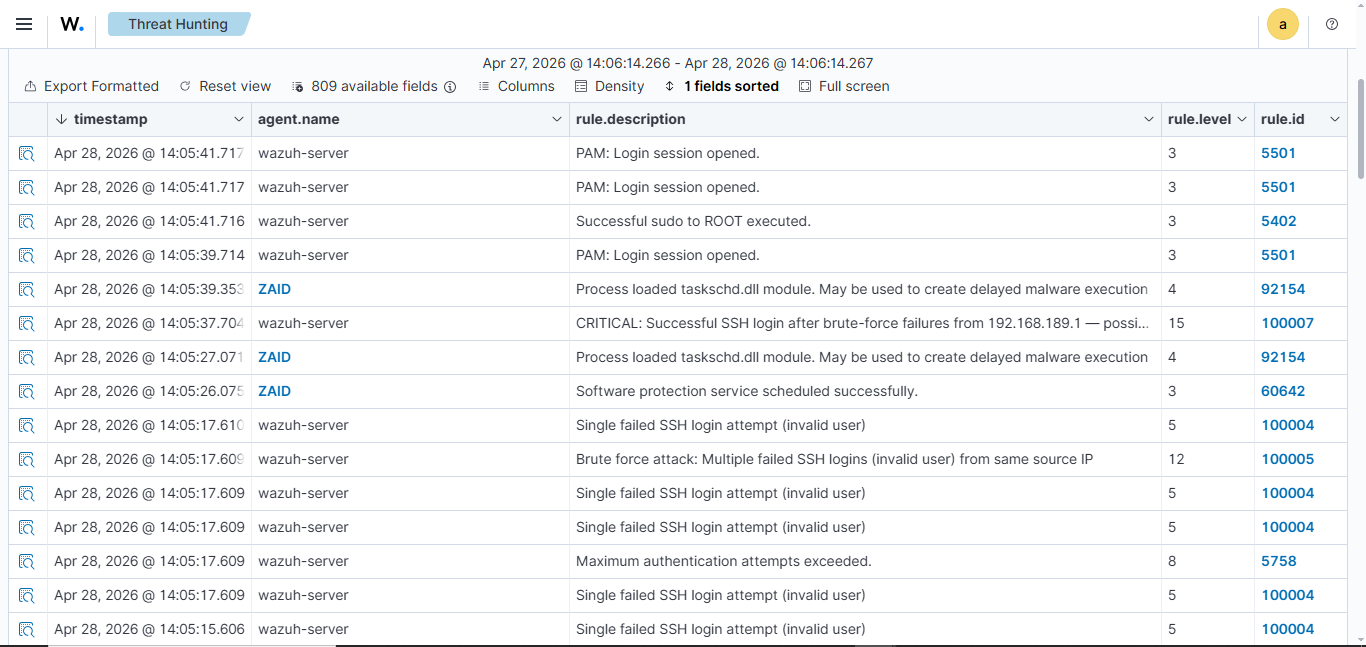 W. Threat Hunting a
Apr 27, 2026 @ 14:06:14.266 - Apr 28, 2026 @ 14:06:14.267
Export Formatted Reset view 809 available fields Columns Density 1 fields sorted Full screen
timestamp agent.name rule.description rule.level rule.id
Apr 28, 2026 @ 14:05:41.717 wazuh-server PAM: Login session opened. 3 5501
Apr 28, 2026 @ 14:05:41.717 wazuh-server PAM: Login session opened. 3 5501
Apr 28, 2026 @ 14:05:41.716 wazuh-server Successful sudo to ROOT executed. 3 5402
Apr 28, 2026 @ 14:05:39.714 wazuh-server PAM: Login session opened. 3 5501
Apr 28, 2026 @ 14:05:39.353 ZAID Process loaded taskschd.dll module. May be used to create delayed malware execution 4 92154
Apr 28, 2026 @ 14:05:37.704 wazuh-server CRITICAL: Successful SSH login after brute-force failures from 192.168.189.1 — possi... 15 100007
Apr 28, 2026 @ 14:05:27.071 ZAID Process loaded taskschd.dll module. May be used to create delayed malware execution 4 92154
Apr 28, 2026 @ 14:05:26.075 ZAID Software protection service scheduled successfully. 3 60642
Apr 28, 2026 @ 14:05:17.610 wazuh-server Single failed SSH login attempt (invalid user) 5 100004
Apr 28, 2026 @ 14:05:17.609 wazuh-server Brute force attack: Multiple failed SSH logins (invalid user) from same source IP 12 100005
Apr 28, 2026 @ 14:05:17.609 wazuh-server Single failed SSH login attempt (invalid user) 5 100004
Apr 28, 2026 @ 14:05:17.609 wazuh-server Single failed SSH login attempt (invalid user) 5 100004
Apr 28, 2026 @ 14:05:17.609 wazuh-server Maximum authentication attempts exceeded. 8 5758
Apr 28, 2026 @ 14:05:17.609 wazuh-server Single failed SSH login attempt (invalid user) 5 100004
Apr 28, 2026 @ 14:05:15.606 wazuh-server Single failed SSH login attempt (invalid user) 5 100004